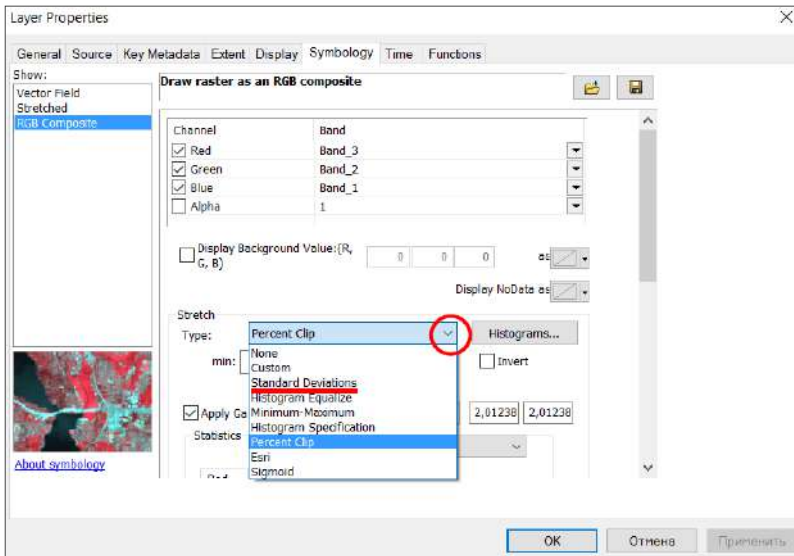 Layer Properties
General Source Key Metadata Extent Display Symbology Time Functions
Show:
Vector Field
Stretched
RGB Composite
Draw raster as an RGB composite
Channel Band
Red Band_3
Green Band_2
Blue Band_1
Alpha 1
Display Background Value:(R, G, B) 0 0 0 as
Display NoData as
Stretch
Type: Percent Clip Histograms...
min: Invert
None
Custom
Standard Deviations
Histogram Equalize
Minimum-Maximum
Histogram Specification
Percent Clip
Esri
Sigmoid
Apply Ga 2,01238 2,01238
Statistics
Red
About symbology
OK Отмена Применить